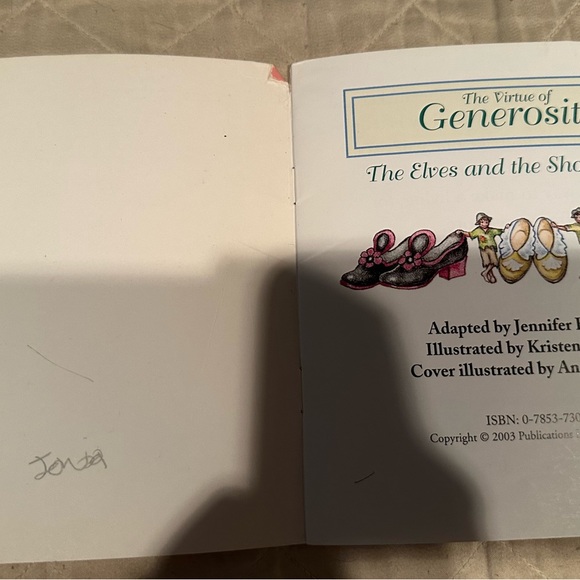 The Virtue of
Generosit
The Elves and the Sho
Adapted by Jennifer
Illustrated by Kristen
Cover illustrated by An
ISBN: 0-7853-730
Copyright © 2003 Publications